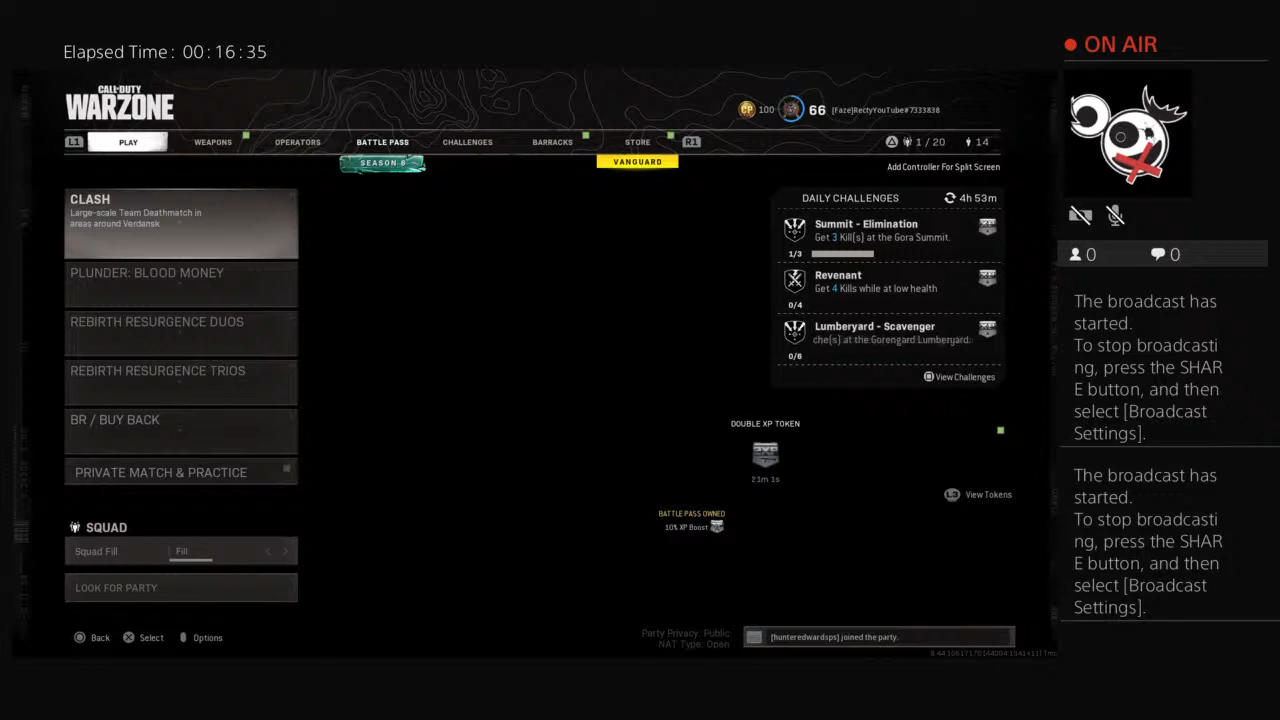 Elapsed Time: 00:16:35
ON AIR
CALL OF DUTY
WARZONE
CP 100 66 [Faze]RectyYouTube#7333838
L1 PLAY WEAPONS OPERATORS BATTLE PASS CHALLENGES BARRACKS STORE R1 1 / 20 14
SEASON 6 VANGUARD
Add Controller For Split Screen
CLASH
Large-scale Team Deathmatch in
areas around Verdansk
PLUNDER: BLOOD MONEY
REBIRTH RESURGENCE DUOS
REBIRTH RESURGENCE TRIOS
BR / BUY BACK
PRIVATE MATCH & PRACTICE
SQUAD
Squad Fill Fill
LOOK FOR PARTY
Back Select Options
DAILY CHALLENGES 4h 53m
Summit - Elimination
Get 3 Kill(s) at the Gora Summit.
1/3
Revenant
Get 4 Kills while at low health
0/4
Lumberyard - Scavenger
che(s) at the Gorengard Lumberyard.
0/6
View Challenges
DOUBLE XP TOKEN
2XP
21m 1s
L3 View Tokens
BATTLE PASS OWNED
10% XP Boost
Party Privacy: Public
NAT Type: Open
[hunteredwardsps] joined the party.
0 0
The broadcast has
started.
To stop broadcasti
ng, press the SHAR
E button, and then
select [Broadcast
Settings].
The broadcast has
started.
To stop broadcasti
ng, press the SHAR
E button, and then
select [Broadcast
Settings].